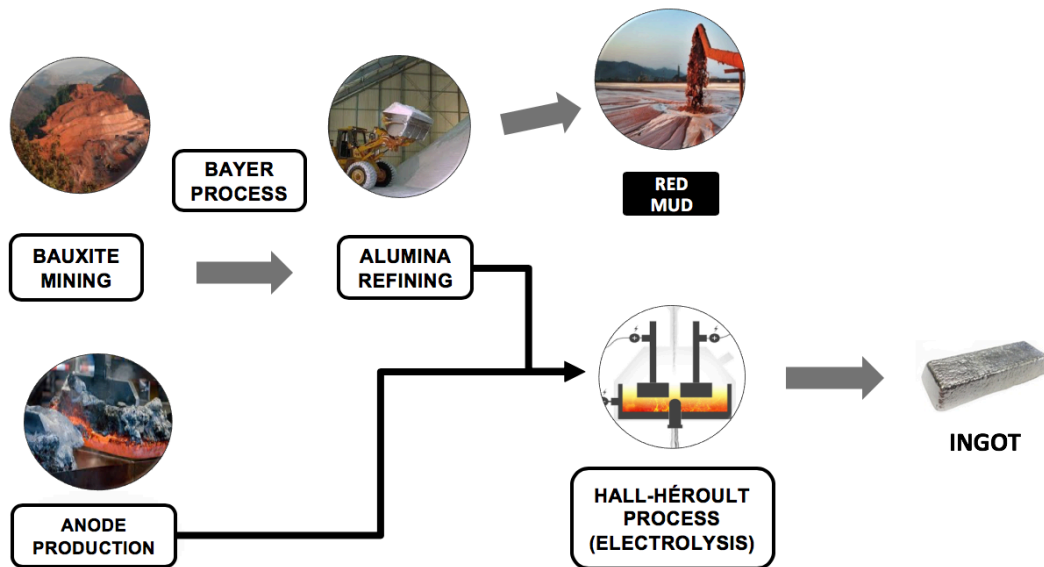 BAYER
PROCESS
RED
MUD
BAUXITE
MINING
ALUMINA
REFINING
INGOT
ANODE
PRODUCTION
HALL-HÉROULT
PROCESS
(ELECTROLYSIS)